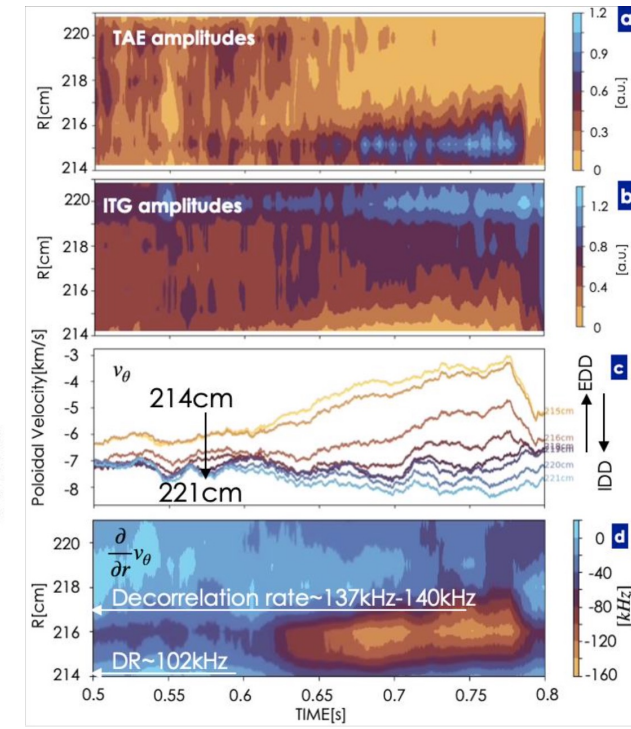 TAE amplitudes
a
R[cm]
220
218
216
214
1.2
0.9
0.6
0.3
0
[a.u.]
ITG amplitudes
b
R[cm]
220
218
216
214
1.2
0.8
0.4
0
[a.u.]
c
Poloidal Velocity[km/s]
-3
-4
-5
-6
-7
-8
vθ
214cm
221cm
215cm
216cm
219cm
220cm
221cm
EDD
IDD
d
R[cm]
220
218
216
214
∂/∂r vθ
Decorrelation rate~137kHz-140kHz
DR~102kHz
0
-40
-80
-120
-160
[kHz]
0.5
0.55
0.6
0.65
0.7
0.75
0.8
TIME[s]